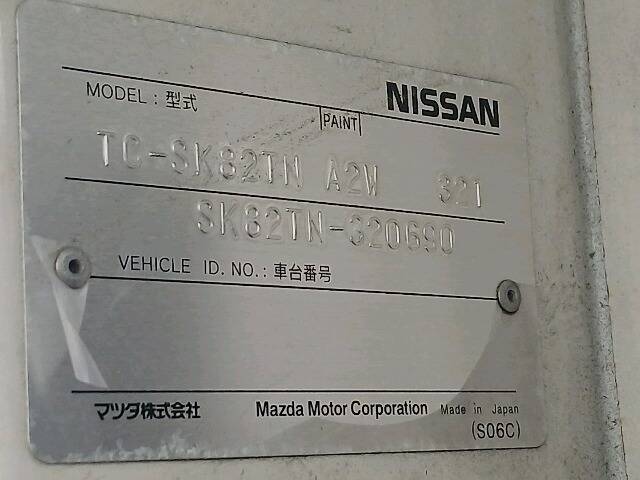 NISSAN
MODEL : 型式
PAINT
TC-SK82TN A2W 321
SK82TN-320690
VEHICLE ID. NO. : 車台番号
マツダ株式会社 Mazda Motor Corporation Made in Japan
(S06C)